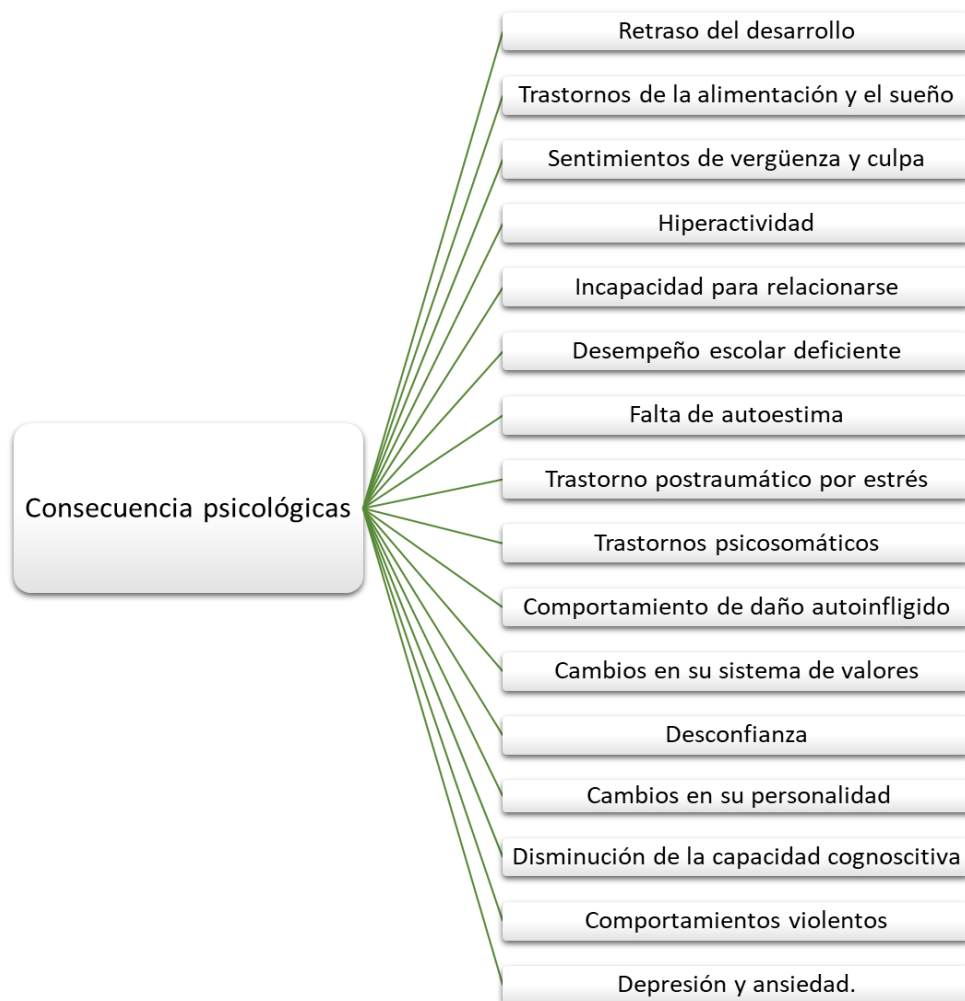 Retraso del desarrollo
Trastornos de la alimentación y el sueño
Sentimientos de vergüenza y culpa
Hiperactividad
Incapacidad para relacionarse
Desempeño escolar deficiente
Falta de autoestima
Consecuencia psicológicas
Trastorno postraumático por estrés
Trastornos psicosomáticos
Comportamiento de daño autoinfligido
Cambios en su sistema de valores
Desconfianza
Cambios en su personalidad
Disminución de la capacidad cognoscitiva
Comportamientos violentos
Depresión y ansiedad.